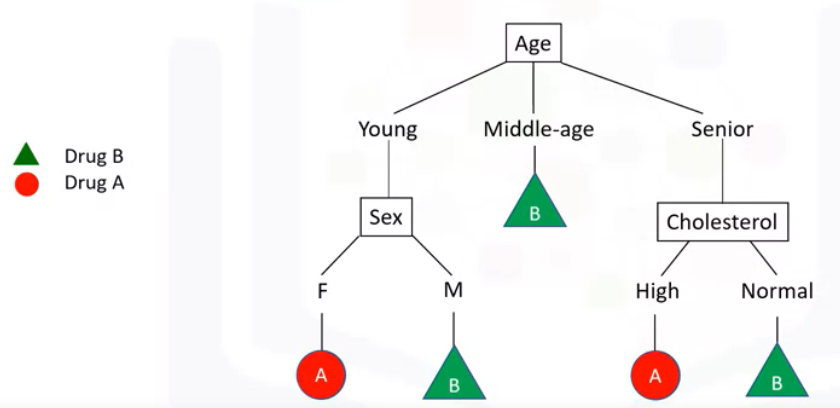 Age
Young Middle-age Senior
Drug B
Drug A
B
Sex
Cholesterol
F M High Normal
A B A B